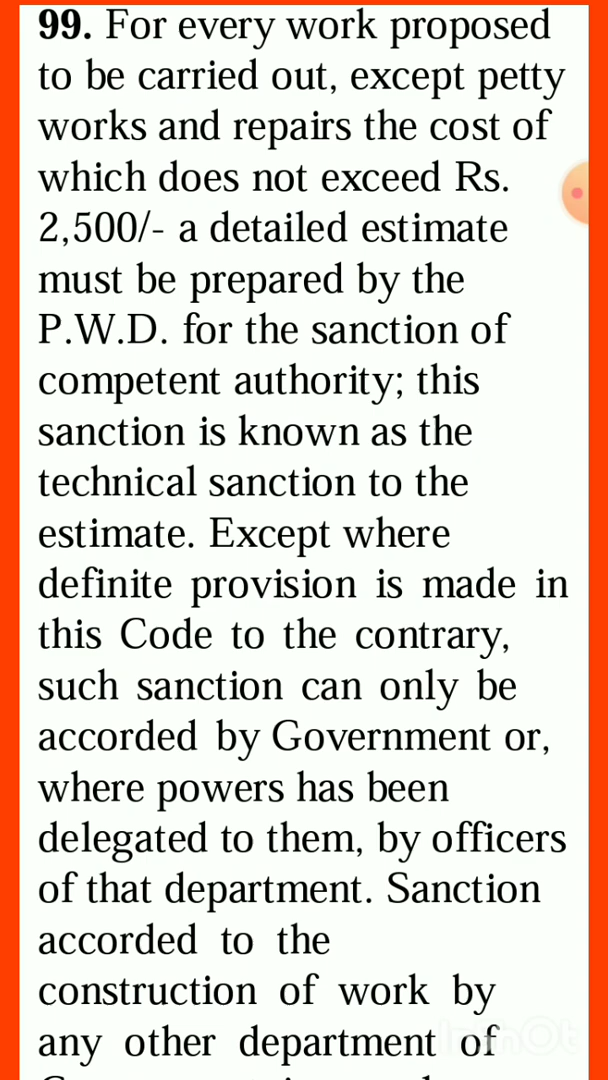 99. For every work proposed
to be carried out, except petty
works and repairs the cost of
which does not exceed Rs.
2,500/- a detailed estimate
must be prepared by the
P.W.D. for the sanction of
competent authority; this
sanction is known as the
technical sanction to the
estimate. Except where
definite provision is made in
this Code to the contrary,
such sanction can only be
accorded by Government or,
where powers has been
delegated to them, by officers
of that department. Sanction
accorded to the
construction of work by
any other department of